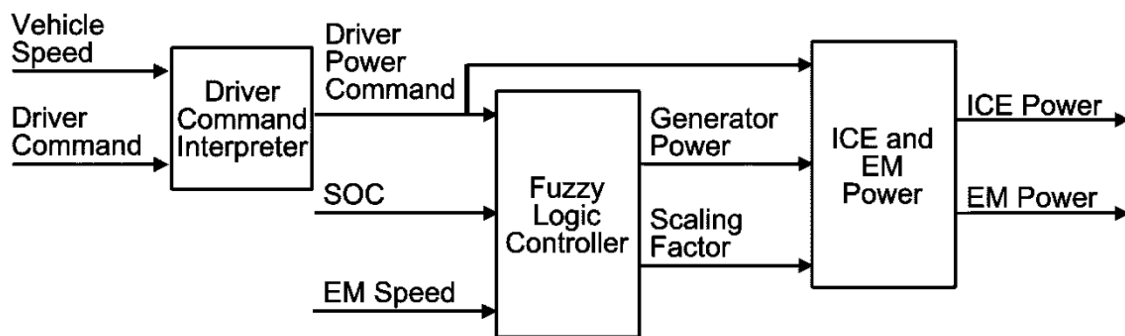 Vehicle
Speed
Driver
Command
Driver
Command
Interpreter
Driver
Power
Command
SOC
EM Speed
Fuzzy
Logic
Controller
Generator
Power
Scaling
Factor
ICE and
EM
Power
ICE Power
EM Power